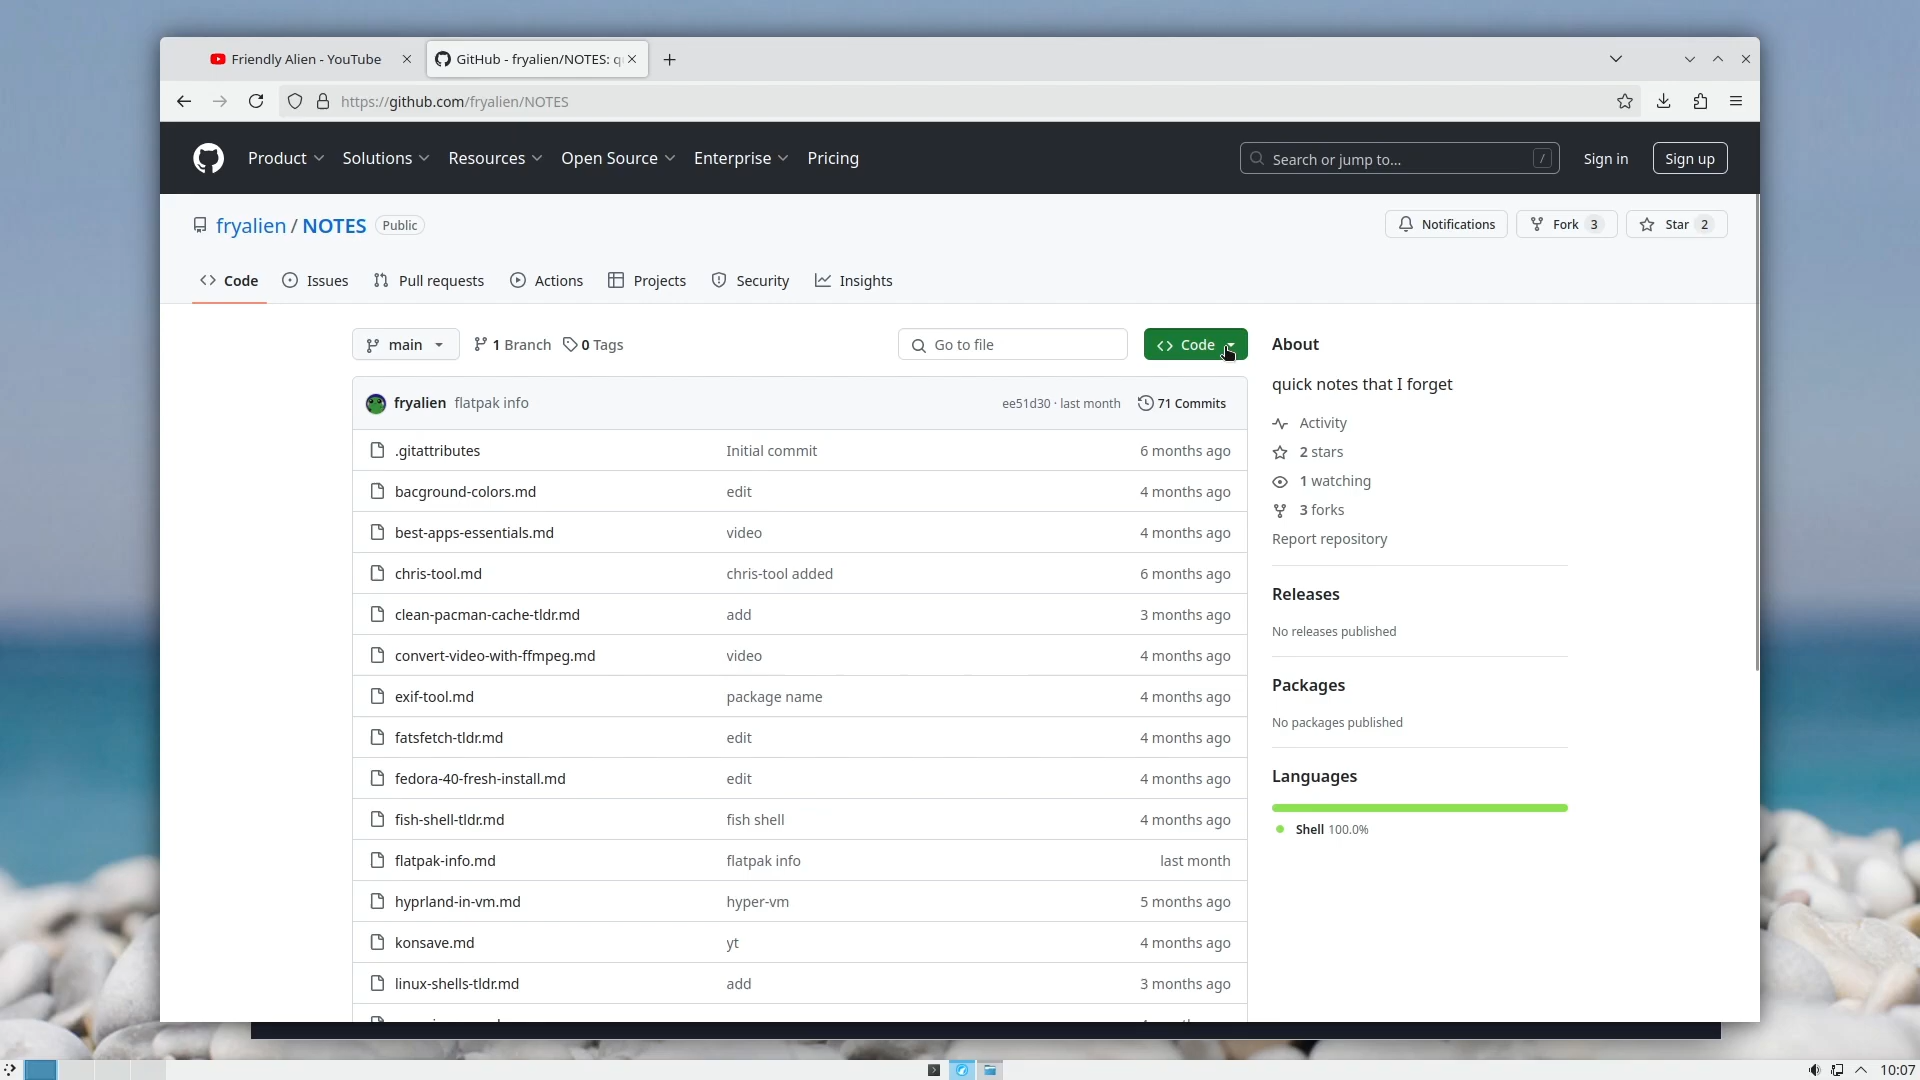 Friendly Alien - YouTube
GitHub - fryalien/NOTES: q
https://github.com/fryalien/NOTES
Product Solutions Resources Open Source Enterprise Pricing
Search or jump to... /
Sign in
Sign up
fryalien / NOTES Public
Notifications
Fork 3
Star 2
Code Issues Pull requests Actions Projects Security Insights
main 1 Branch 0 Tags
Go to file
Code
About
quick notes that I forget
Activity
2 stars
1 watching
3 forks
Report repository
Releases
No releases published
Packages
No packages published
Languages
Shell 100.0%
fryalien flatpak info ee51d30 · last month 71 Commits
.gitattributes Initial commit 6 months ago
bacground-colors.md edit 4 months ago
best-apps-essentials.md video 4 months ago
chris-tool.md chris-tool added 6 months ago
clean-pacman-cache-tldr.md add 3 months ago
convert-video-with-ffmpeg.md video 4 months ago
exif-tool.md package name 4 months ago
fatsfetch-tldr.md edit 4 months ago
fedora-40-fresh-install.md edit 4 months ago
fish-shell-tldr.md fish shell 4 months ago
flatpak-info.md flatpak info last month
hyprland-in-vm.md hyper-vm 5 months ago
konsave.md yt 4 months ago
linux-shells-tldr.md add 3 months ago
10:07